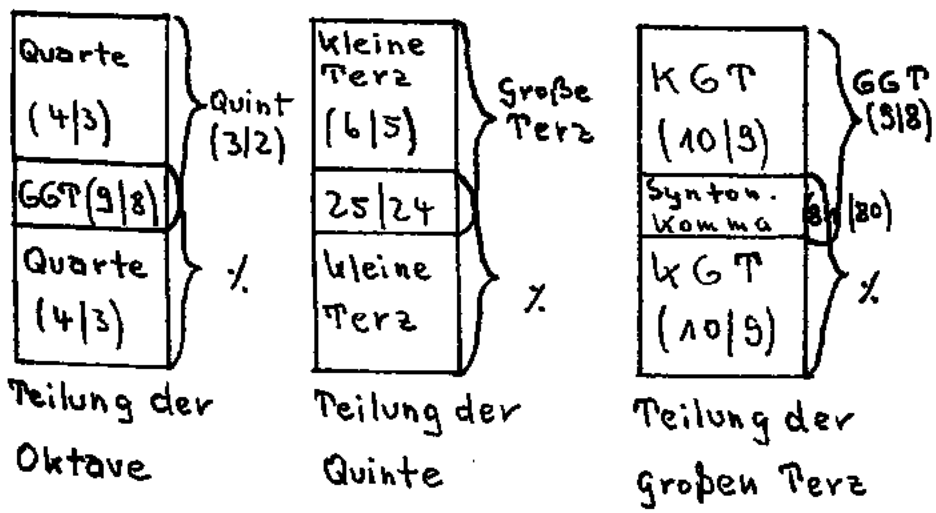 Quarte
(4/3)
Quint
(3/2)
GGT(9/8)
Quarte
(4/3)
%
Teilung der
Oktave
kleine
Terz
(6/5)
Große
Terz
25/24
kleine
Terz
%
Teilung der
Quinte
KGT
(10/9)
GGT
(9/8)
Synton.
Komma
(81/80)
KGT
(10/9)
%
Teilung der
großen Terz